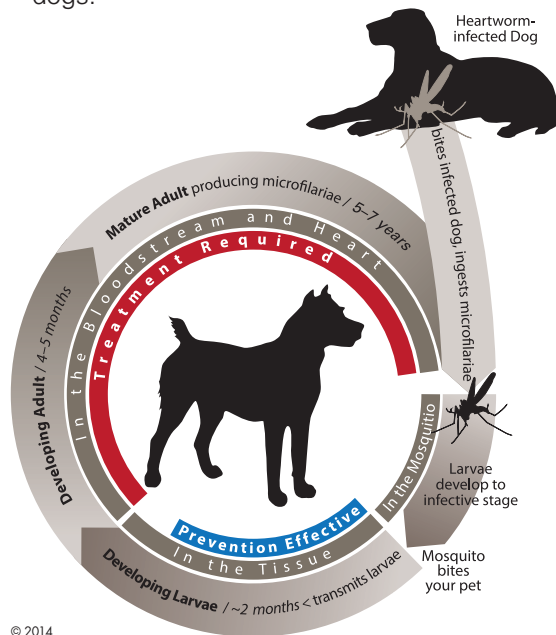 dogs.
Heartworm-
infected Dog
bites infected dog, ingests microfilariae
Mature Adult producing microfilariae / 5–7 years
In the Bloodstream and Heart
Treatment Required
Developing Adult / 4–5 months
In the Mosquitio
Larvae
develop to
infective stage
Prevention Effective
In the Tissue
Mosquito
bites
your pet
Developing Larvae / ~2 months < transmits larvae
© 2014